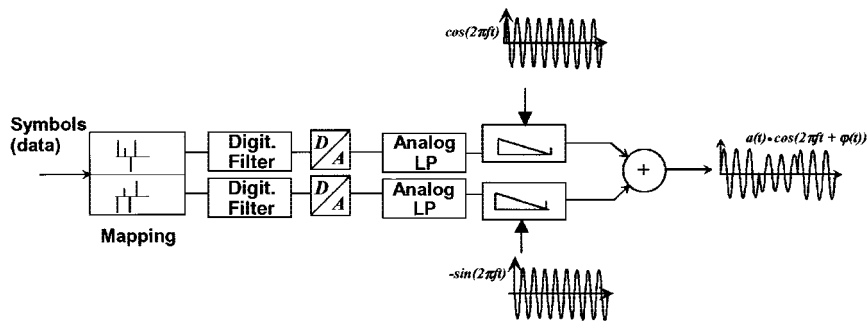 cos(2πft)
Symbols
(data)
Digit.
Filter
D/A
Analog
LP
a(t)•cos(2πft + φ(t))
+
Digit.
Filter
D/A
Analog
LP
Mapping
-sin(2πft)